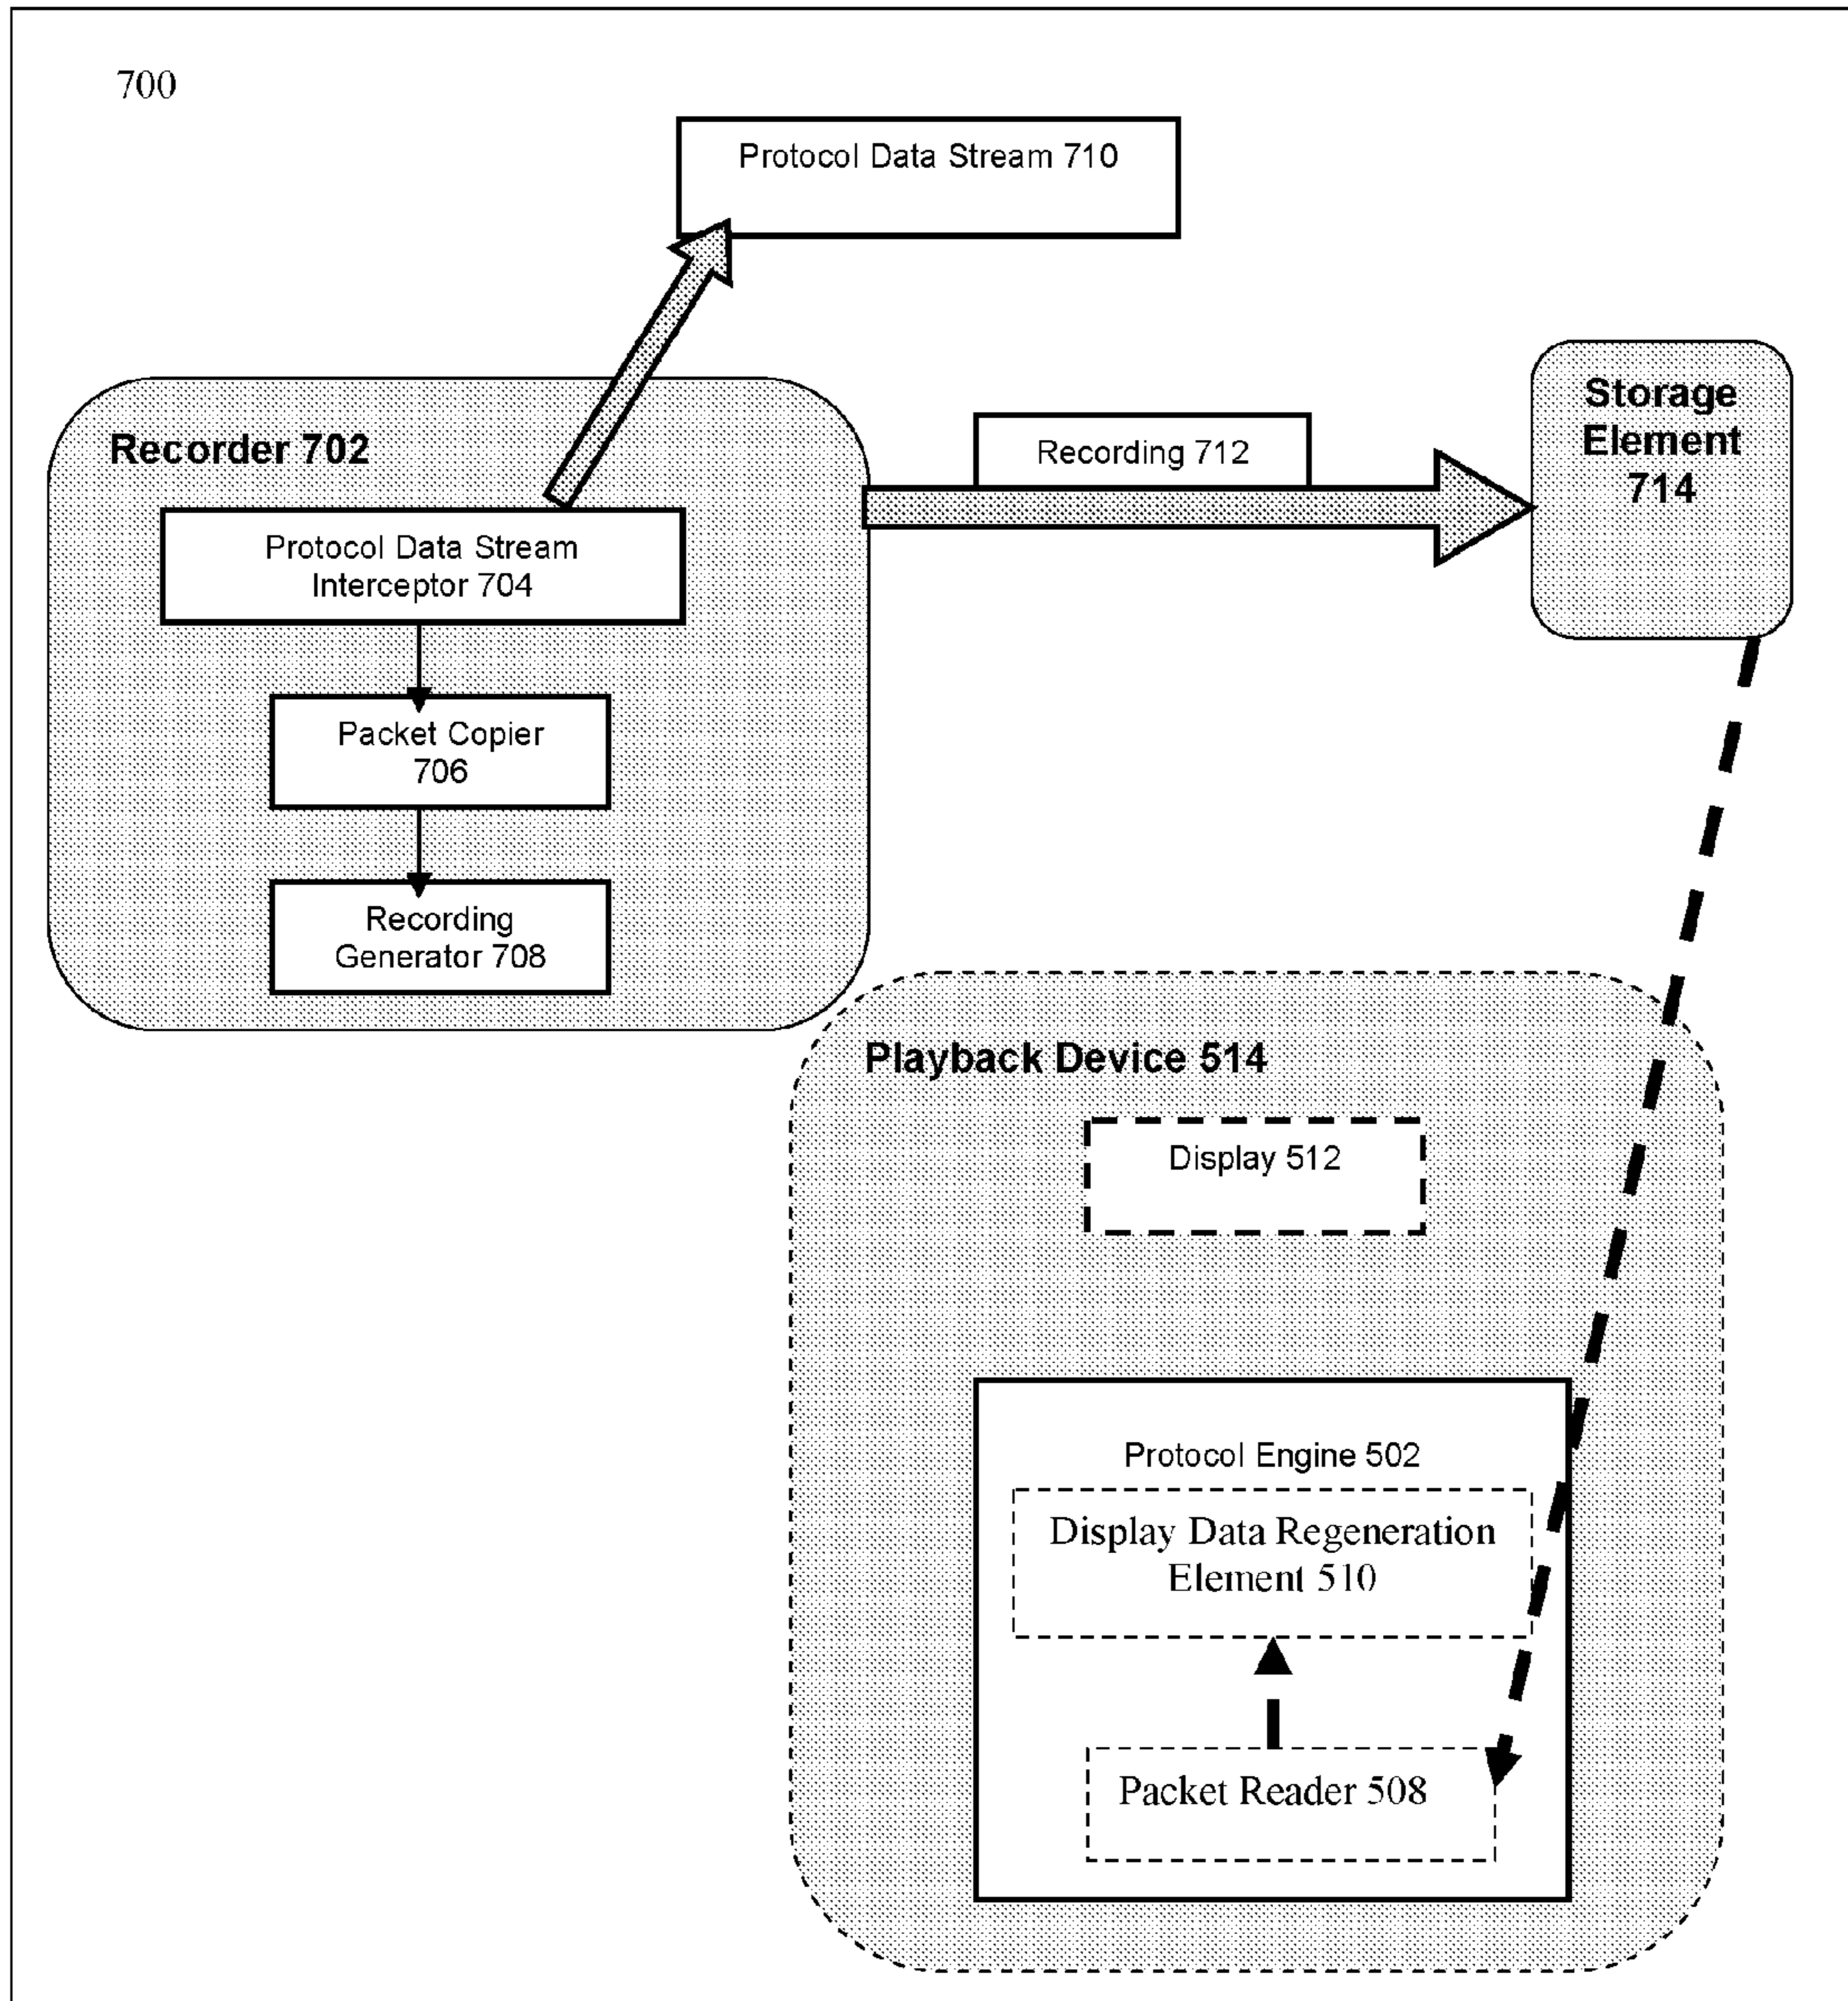 700
Protocol Data Stream 710
Recorder 702
Protocol Data Stream
Interceptor 704
Packet Copier
706
Recording
Generator 708
Recording 712
Storage
Element
714
Playback Device 514
Display 512
Protocol Engine 502
Display Data Regeneration
Element 510
Packet Reader 508